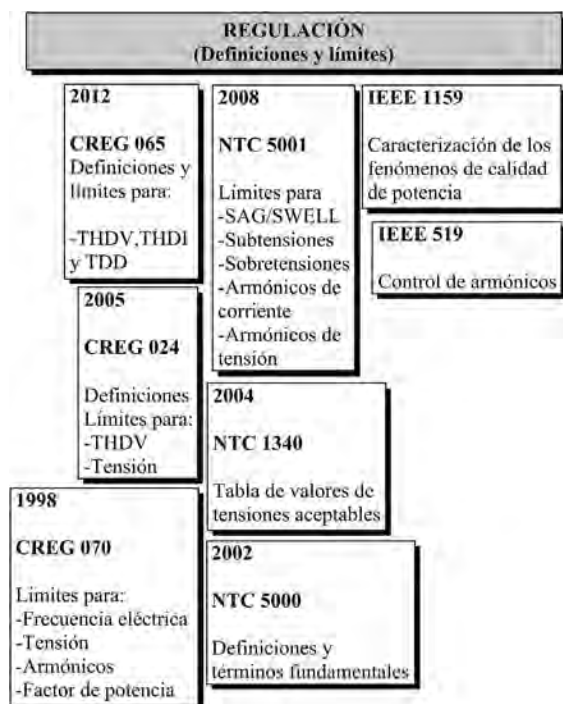 REGULACIÓN
(Definiciones y límites)
2012
CREG 065
Definiciones y
límites para:
-THDV,THDI
y TDD
2005
CREG 024
Definiciones
Límites para:
-THDV
-Tensión
1998
CREG 070
Limites para:
-Frecuencia eléctrica
-Tensión
-Armónicos
-Factor de potencia
2008
NTC 5001
Límites para
-SAG/SWELL
-Subtensiones
-Sobretensiones
-Armónicos de
corriente
-Armónicos de
tensión
2004
NTC 1340
Tabla de valores de
tensiones aceptables
2002
NTC 5000
Definiciones y
términos fundamentales
IEEE 1159
Caracterización de los
fenómenos de calidad
de potencia
IEEE 519
Control de armónicos